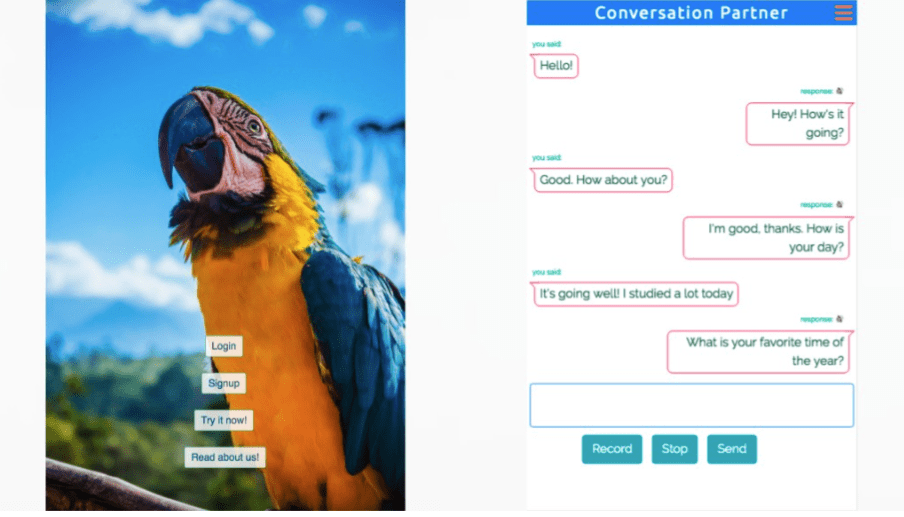 Login
Signup
Try it now!
Read about us!
Conversation Partner
you said:
Hello!
response:
Hey! How's it
going?
you said:
Good. How about you?
response:
I'm good, thanks. How is
your day?
you said:
It's going well! I studied a lot today
response:
What is your favorite time of
the year?
Record
Stop
Send